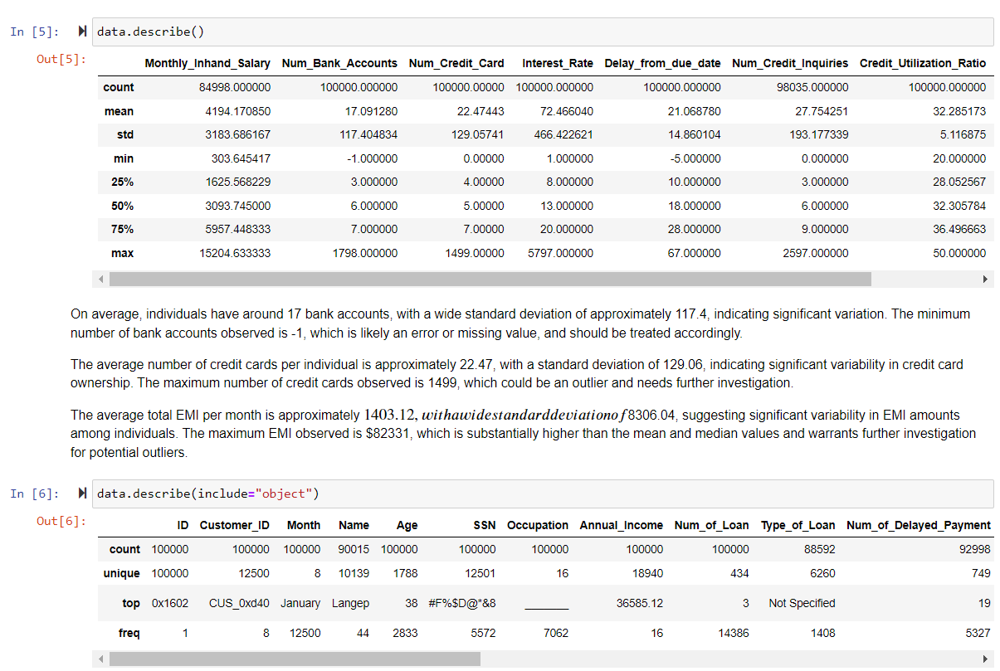 In [5]: data.describe()
Out[5]:
Monthly_Inhand_Salary Num_Bank_Accounts Num_Credit_Card Interest_Rate Delay_from_due_date Num_Credit_Inquiries Credit_Utilization_Ratio
count 84998.000000 100000.000000 100000.00000 100000.000000 100000.000000 98035.000000 100000.000000
mean 4194.170850 17.091280 22.47443 72.466040 21.068780 27.754251 32.285173
std 3183.686167 117.404834 129.05741 466.422621 14.860104 193.177339 5.116875
min 303.645417 -1.000000 0.00000 1.000000 -5.000000 0.000000 20.000000
25% 1625.568229 3.000000 4.00000 8.000000 10.000000 3.000000 28.052567
50% 3093.745000 6.000000 5.00000 13.000000 18.000000 6.000000 32.305784
75% 5957.448333 7.000000 7.00000 20.000000 28.000000 9.000000 36.496663
max 15204.633333 1798.000000 1499.00000 5797.000000 67.000000 2597.000000 50.000000
On average, individuals have around 17 bank accounts, with a wide standard deviation of approximately 117.4, indicating significant variation. The minimum
number of bank accounts observed is -1, which is likely an error or missing value, and should be treated accordingly.
The average number of credit cards per individual is approximately 22.47, with a standard deviation of 129.06, indicating significant variability in credit card
ownership. The maximum number of credit cards observed is 1499, which could be an outlier and needs further investigation.
The average total EMI per month is approximately 1403.12, withawidestandarddeviationof8306.04, suggesting significant variability in EMI amounts
among individuals. The maximum EMI observed is $82331, which is substantially higher than the mean and median values and warrants further investigation
for potential outliers.
In [6]: data.describe(include="object")
Out[6]:
ID Customer_ID Month Name Age SSN Occupation Annual_Income Num_of_Loan Type_of_Loan Num_of_Delayed_Payment
count 100000 100000 100000 90015 100000 100000 100000 100000 100000 88592 92998
unique 100000 12500 8 10139 1788 12501 16 18940 434 6260 749
top 0x1602 CUS_0xd40 January Langep 38 #F%$D@*&8 _______ 36585.12 3 Not Specified 19
freq 1 8 12500 44 2833 5572 7062 16 14386 1408 5327